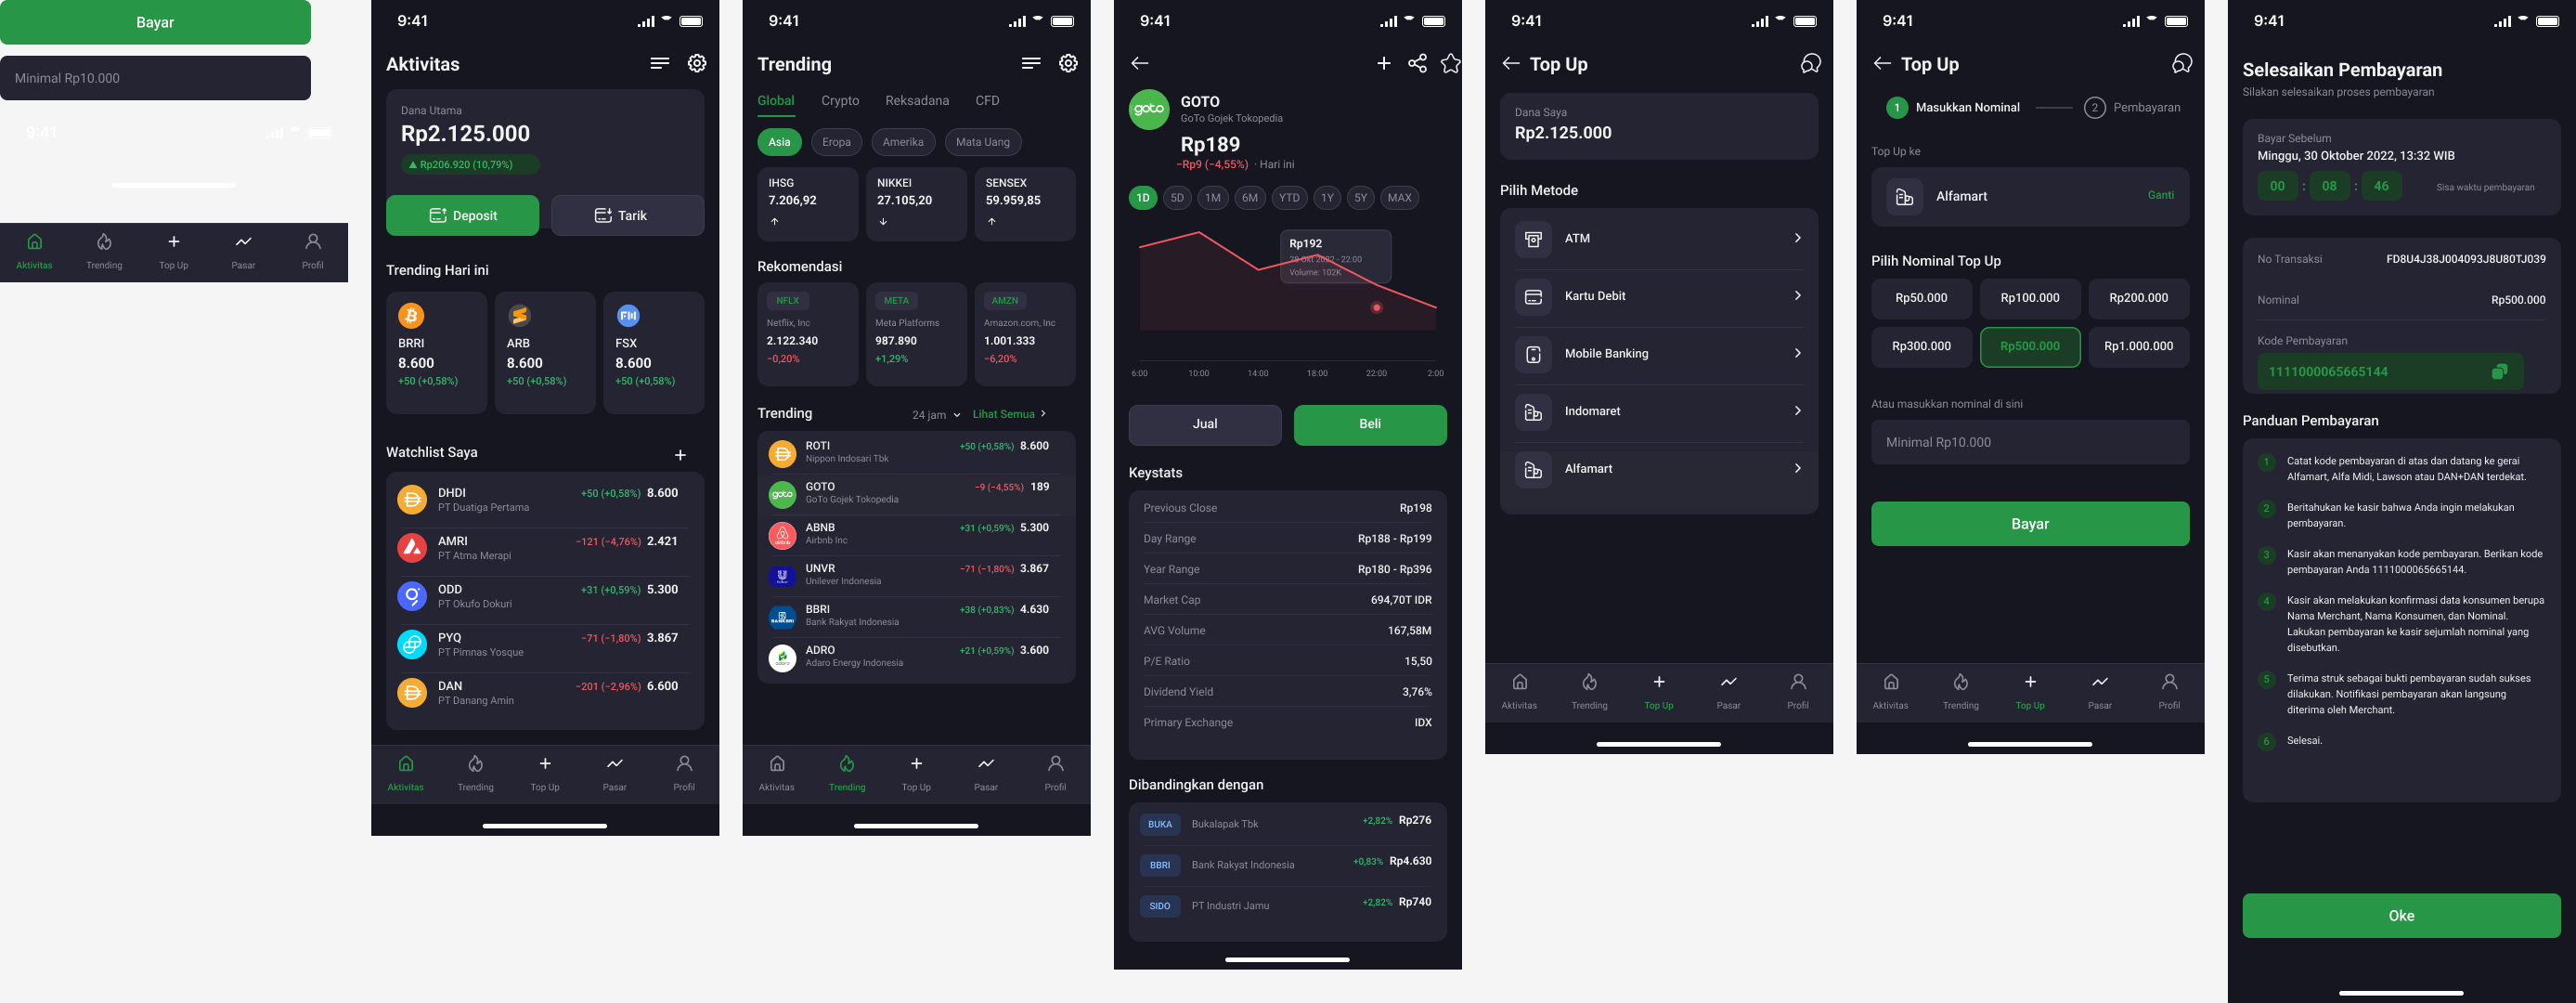 Bayar
Minimal Rp10.000
9:41
Aktivitas
Trending
Top Up
Pasar
Profil
9:41
Aktivitas
Dana Utama
Rp2.125.000
Rp206.920 (10,79%)
Deposit
Tarik
Trending Hari ini
BRRI
8.600
+50 (+0,58%)
ARB
8.600
+50 (+0,58%)
FSX
8.600
+50 (+0,58%)
Watchlist Saya
DHDI
PT Duatiga Pertama
+50 (+0,58%) 8.600
AMRI
PT Atma Merapi
−121 (−4,76%) 2.421
ODD
PT Okufo Dokuri
+31 (+0,59%) 5.300
PYQ
PT Pimnas Yosque
−71 (−1,80%) 3.867
DAN
PT Danang Amin
−201 (−2,96%) 6.600
Aktivitas
Trending
Top Up
Pasar
Profil
9:41
Trending
Global
Crypto
Reksadana
CFD
Asia
Eropa
Amerika
Mata Uang
IHSG
7.206,92
NIKKEI
27.105,20
SENSEX
59.959,85
Rekomendasi
NFLX
Netflix, Inc
2.122.340
−0,20%
META
Meta Platforms
987.890
+1,29%
AMZN
Amazon.com, Inc
1.001.333
−6,20%
Trending
24 jam
Lihat Semua
ROTI
Nippon Indosari Tbk
+50 (+0,58%) 8.600
goto
GOTO
GoTo Gojek Tokopedia
−9 (−4,55%) 189
airbnb
ABNB
Airbnb Inc
+31 (+0,59%) 5.300
UNVR
Unilever Indonesia
−71 (−1,80%) 3.867
BANK BRI
BBRI
Bank Rakyat Indonesia
+38 (+0,83%) 4.630
adaro
ADRO
Adaro Energy Indonesia
+21 (+0,59%) 3.600
Aktivitas
Trending
Top Up
Pasar
Profil
9:41
goto
GOTO
GoTo Gojek Tokopedia
Rp189
−Rp9 (−4,55%) · Hari ini
1D
5D
1M
6M
YTD
1Y
5Y
MAX
Rp192
28 Okt 2022 - 22:00
Volume: 102K
6:00
10:00
14:00
18:00
22:00
2:00
Jual
Beli
Keystats
Previous Close
Rp198
Day Range
Rp188 - Rp199
Year Range
Rp180 - Rp396
Market Cap
694,70T IDR
AVG Volume
167,58M
P/E Ratio
15,50
Dividend Yield
3,76%
Primary Exchange
IDX
Dibandingkan dengan
BUKA
Bukalapak Tbk
+2,82% Rp276
BBRI
Bank Rakyat Indonesia
+0,83% Rp4.630
SIDO
PT Industri Jamu
+2,82% Rp740
9:41
Top Up
Dana Saya
Rp2.125.000
Pilih Metode
ATM
Kartu Debit
Mobile Banking
Indomaret
Alfamart
Aktivitas
Trending
Top Up
Pasar
Profil
9:41
Top Up
1 Masukkan Nominal
2 Pembayaran
Top Up ke
Alfamart
Ganti
Pilih Nominal Top Up
Rp50.000
Rp100.000
Rp200.000
Rp300.000
Rp500.000
Rp1.000.000
Atau masukkan nominal di sini
Minimal Rp10.000
Bayar
Aktivitas
Trending
Top Up
Pasar
Profil
9:41
Selesaikan Pembayaran
Silakan selesaikan proses pembayaran
Bayar Sebelum
Minggu, 30 Oktober 2022, 13:32 WIB
00 : 08 : 46
Sisa waktu pembayaran
No Transaksi
FD8U4J38J004093J8U80TJ039
Nominal
Rp500.000
Kode Pembayaran
1111000065665144
Panduan Pembayaran
1 Catat kode pembayaran di atas dan datang ke gerai
Alfamart, Alfa Midi, Lawson atau DAN+DAN terdekat.
2 Beritahukan ke kasir bahwa Anda ingin melakukan
pembayaran.
3 Kasir akan menanyakan kode pembayaran. Berikan kode
pembayaran Anda 1111000065665144.
4 Kasir akan melakukan konfirmasi data konsumen berupa
Nama Merchant, Nama Konsumen, dan Nominal.
Lakukan pembayaran ke kasir sejumlah nominal yang
disebutkan.
5 Terima struk sebagai bukti pembayaran sudah sukses
dilakukan. Notifikasi pembayaran akan langsung
diterima oleh Merchant.
6 Selesai.
Oke